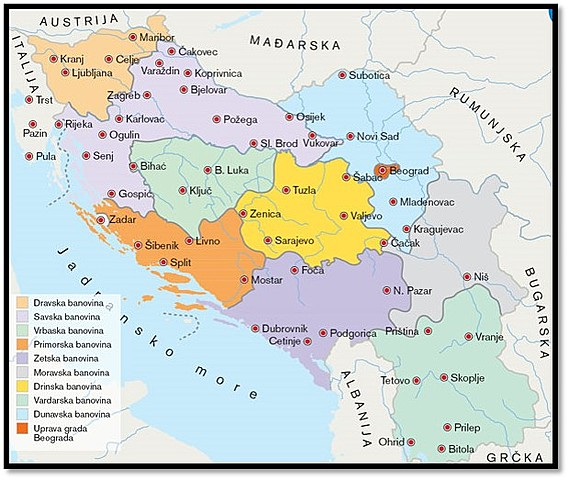 AUSTRIJA
MAĐARSKA
ITALIJA
RUMUNJSKA
BUGARSKA
ALBANIJA
GRČKA
Jadransko more
Maribor
Kranj
Celje
Čakovec
Ljubljana
Varaždin
Koprivnica
Subotica
Trst
Zagreb
Bjelovar
Pazin
Rijeka
Karlovac
Požega
Osijek
Ogulin
Novi Sad
Pula
Senj
Sl. Brod
Vukovar
Bihać
B. Luka
Šabac
Beograd
Gospić
Ključ
Tuzla
Mladenovac
Zadar
Zenica
Valjevo
Kragujevac
Šibenik
Livno
Sarajevo
Čačak
Split
Mostar
Foča
Niš
N. Pazar
Dubrovnik
Cetinje
Podgorica
Priština
Vranje
Tetovo
Skoplje
Prilep
Ohrid
Bitola
Dravska banovina
Savska banovina
Vrbaska banovina
Primorska banovina
Zetska banovina
Moravska banovina
Drinska banovina
Vardarska banovina
Dunavska banovina
Uprava grada
Beograda